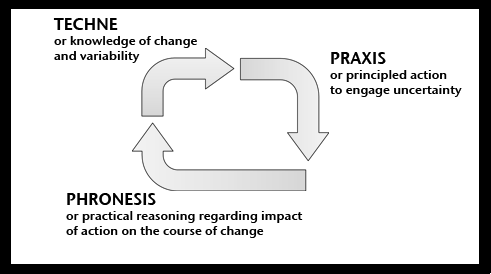 TECHNE
or knowledge of change
and variability
PRAXIS
or principled action
to engage uncertainty
PHRONESIS
or practical reasoning regarding impact
of action on the course of change